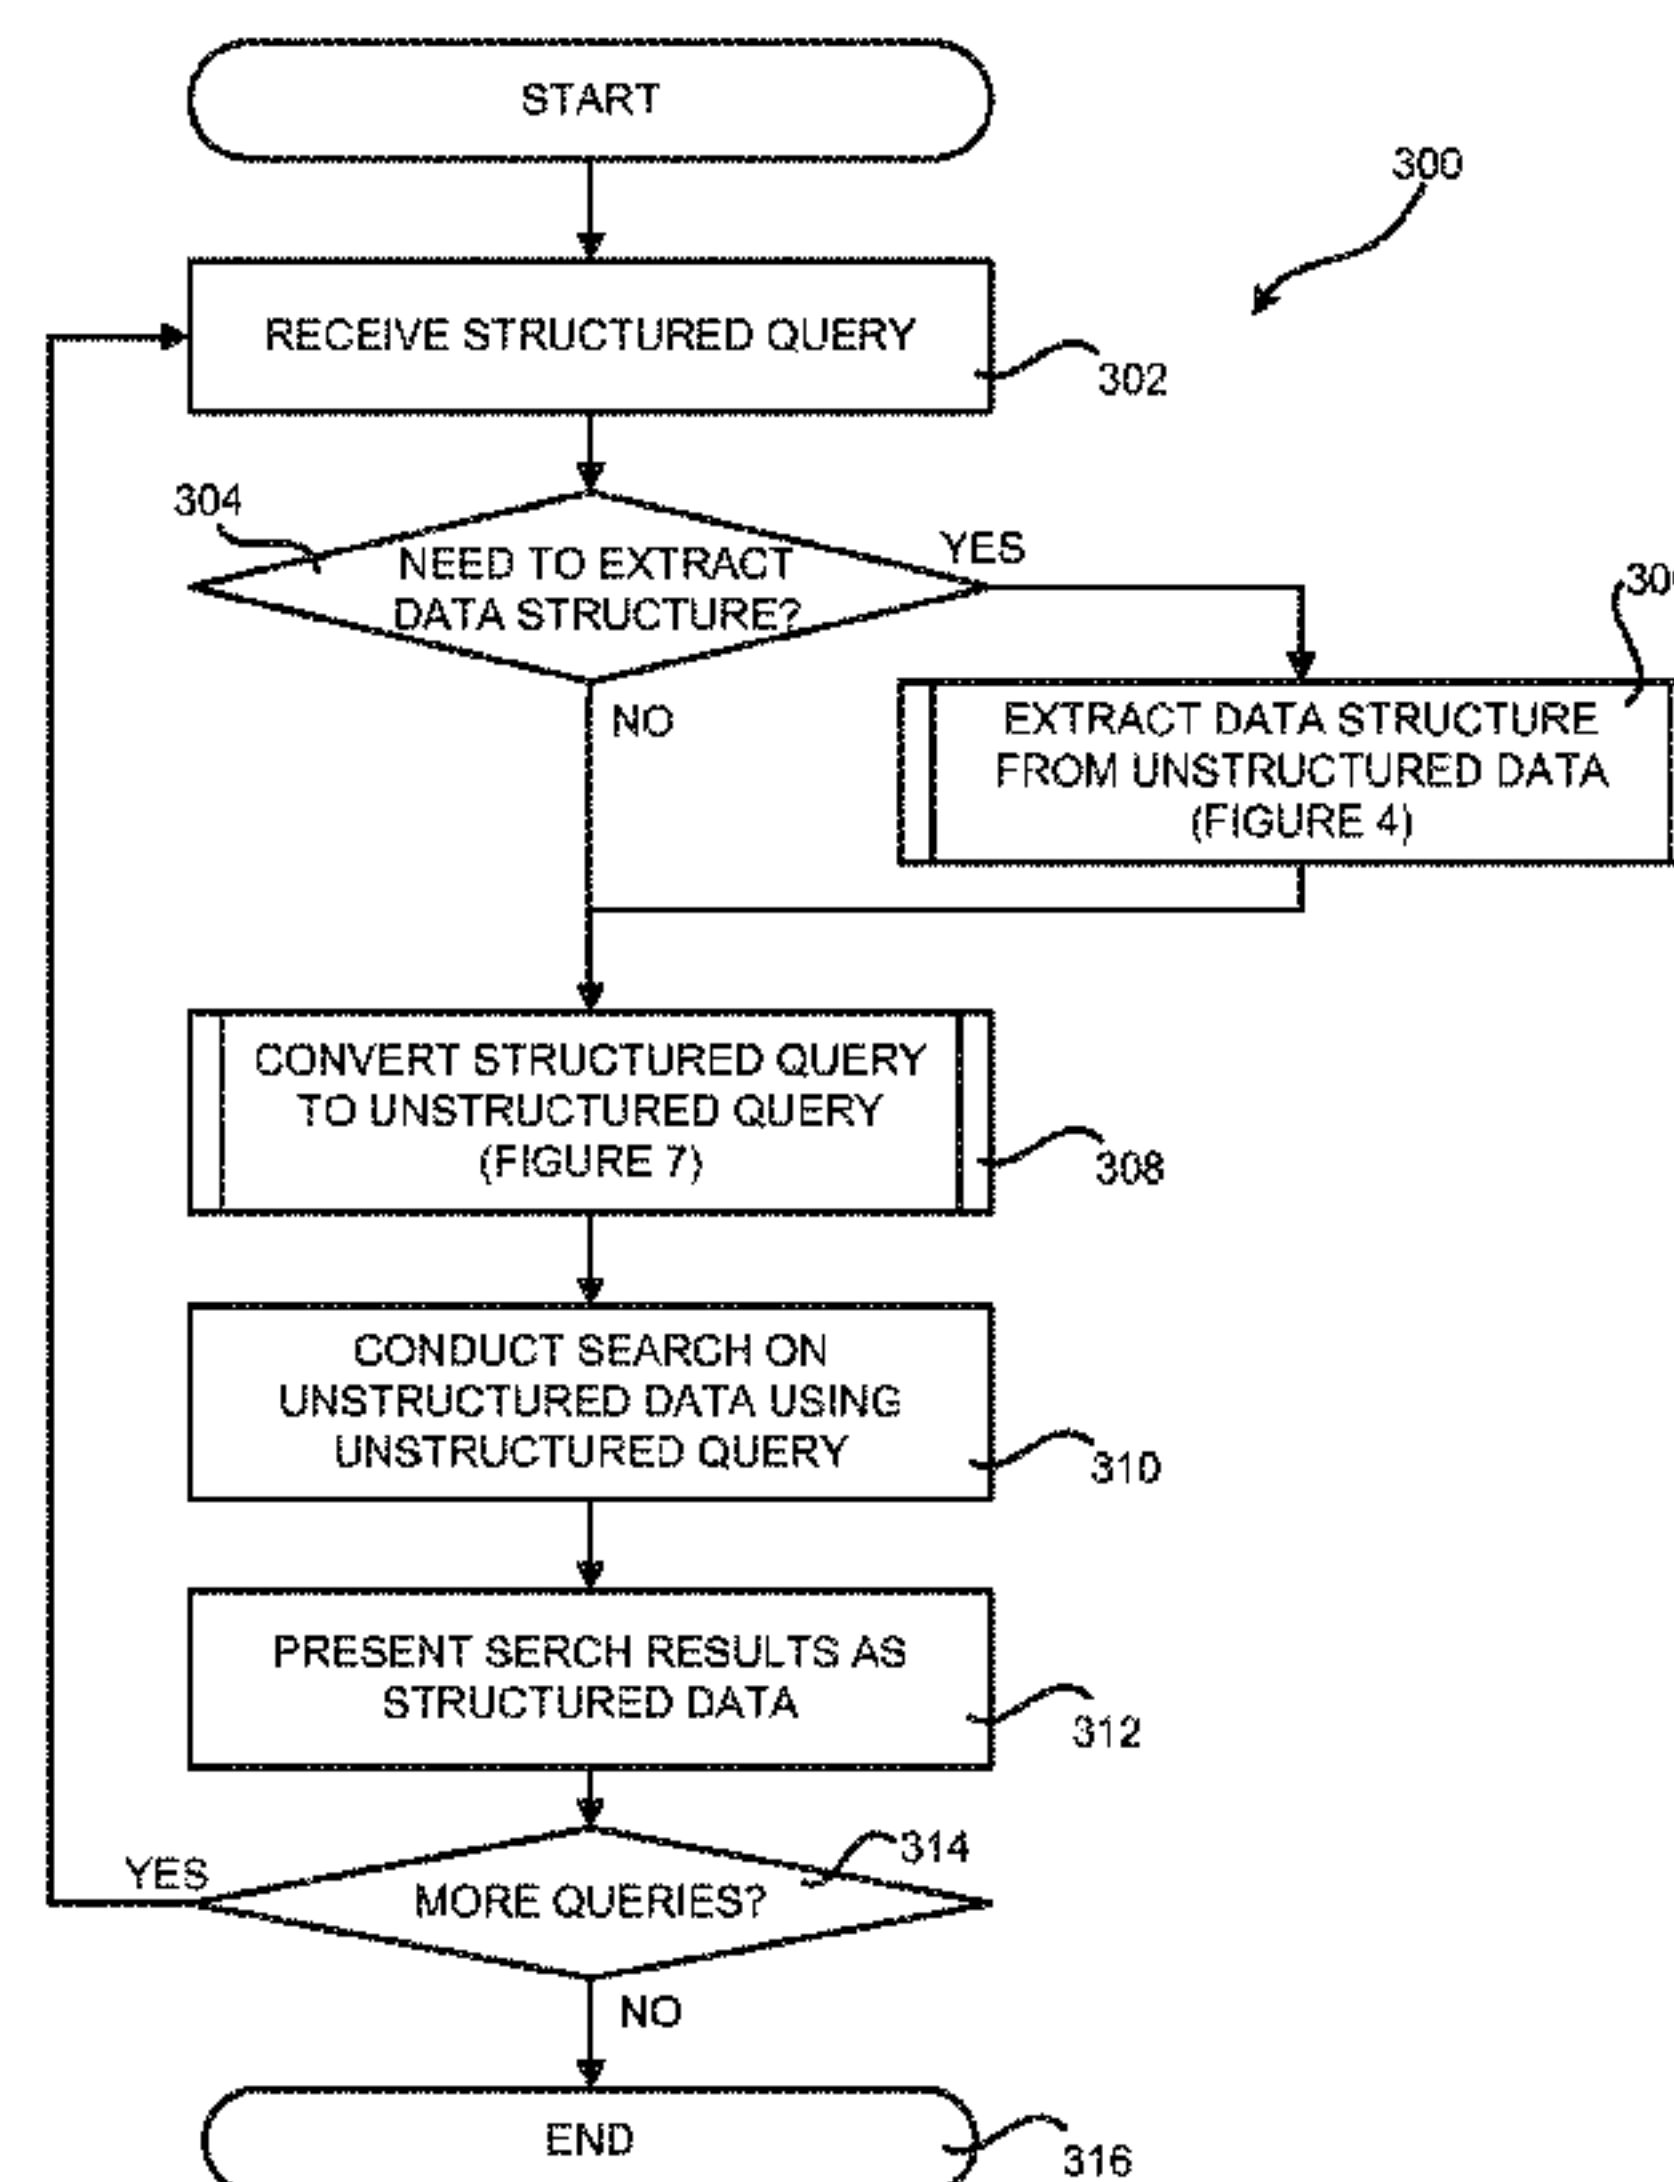 START
300
RECEIVE STRUCTURED QUERY
302
304
NEED TO EXTRACT
DATA STRUCTURE?
YES
NO
EXTRACT DATA STRUCTURE
FROM UNSTRUCTURED DATA
(FIGURE 4)
CONVERT STRUCTURED QUERY
TO UNSTRUCTURED QUERY
(FIGURE 7)
308
CONDUCT SEARCH ON
UNSTRUCTURED DATA USING
UNSTRUCTURED QUERY
310
PRESENT SERCH RESULTS AS
STRUCTURED DATA
312
314
YES
MORE QUERIES?
NO
END
316